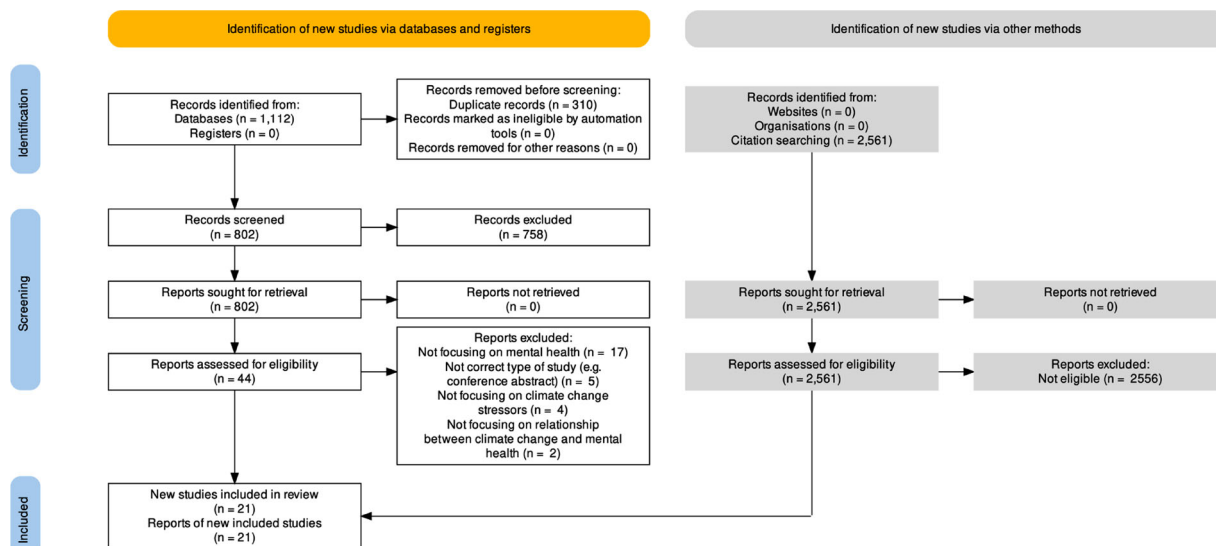 Identification of new studies via databases and registers
Identification of new studies via other methods
Identification
Records identified from:
Databases (n = 1,112)
Registers (n = 0)
Records removed before screening:
Duplicate records (n = 310)
Records marked as ineligible by automation
tools (n = 0)
Records removed for other reasons (n = 0)
Records identified from:
Websites (n = 0)
Organisations (n = 0)
Citation searching (n = 2,561)
Screening
Records screened
(n = 802)
Records excluded
(n = 758)
Reports sought for retrieval
(n = 802)
Reports not retrieved
(n = 0)
Reports sought for retrieval
(n = 2,561)
Reports not retrieved
(n = 0)
Reports assessed for eligibility
(n = 44)
Reports excluded:
Not focusing on mental health (n = 17)
Not correct type of study (e.g.
conference abstract) (n = 5)
Not focusing on climate change
stressors (n = 4)
Not focusing on relationship
between climate change and mental
health (n = 2)
Reports assessed for eligibility
(n = 2,561)
Reports excluded:
Not eligible (n = 2556)
Included
New studies included in review
(n = 21)
Reports of new included studies
(n = 21)